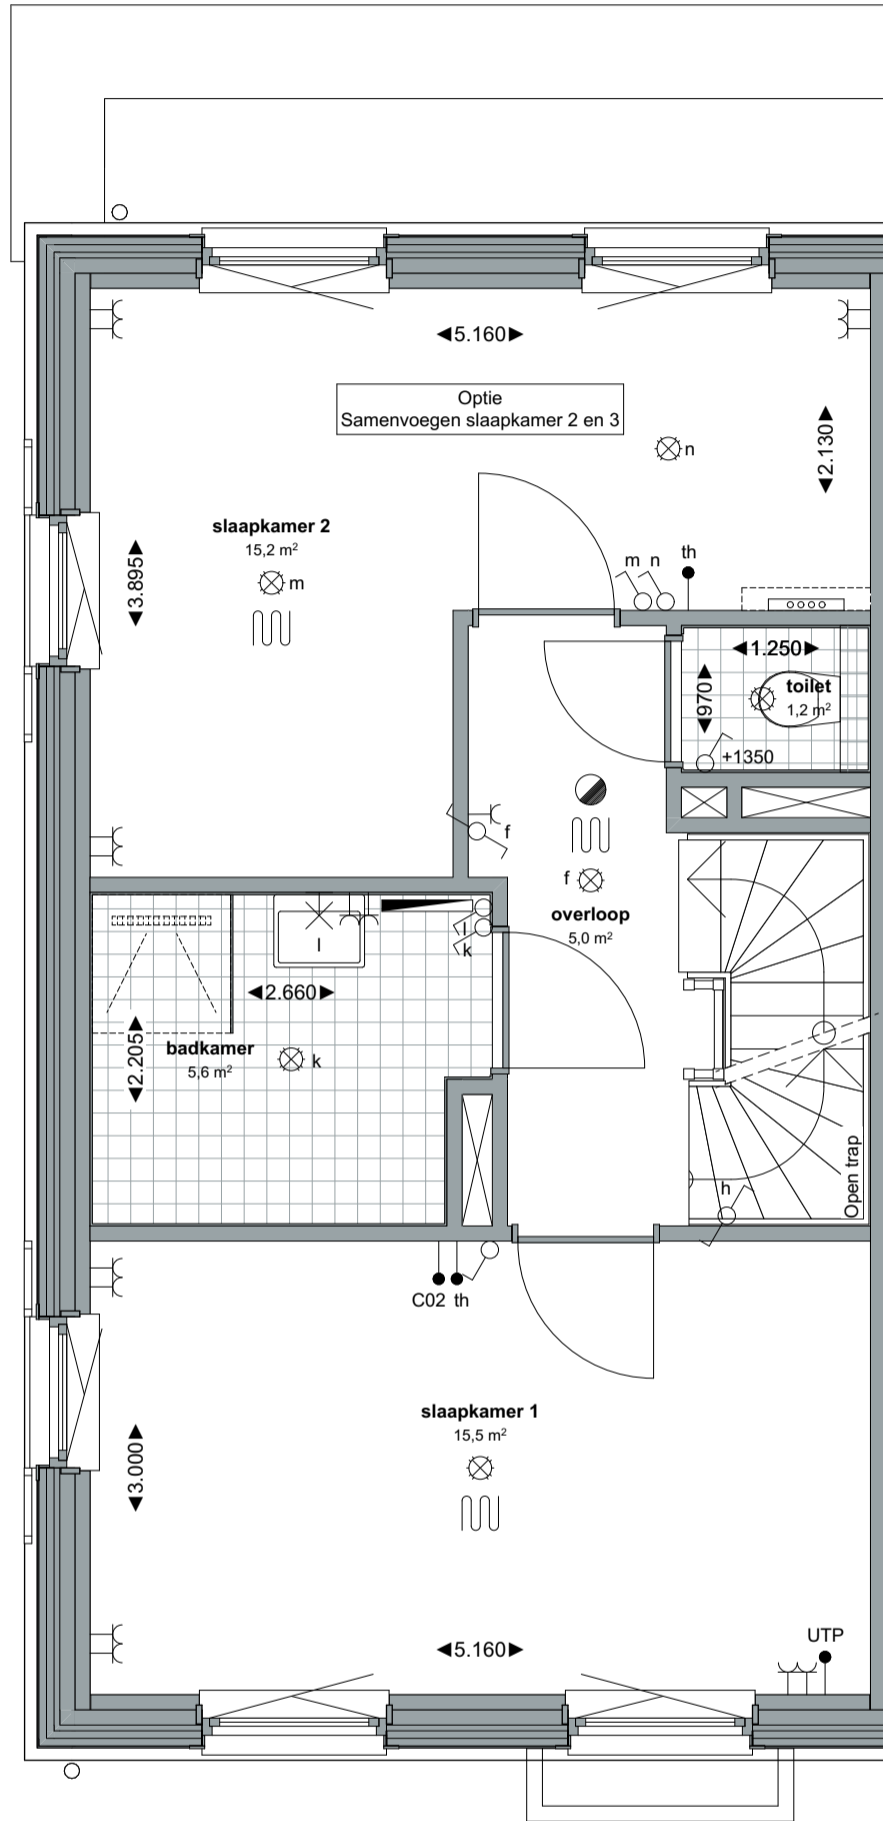 5.160
Optie
Samenvoegen slaapkamer 2 en 3
2.130
n
slaapkamer 2
15,2 m²
m
3.895
m n
th
1.250
toilet
1,2 m²
970
+1350
f
f
overloop
5,0 m²
l
l
k
2.660
2.205
badkamer
5,6 m²
k
Open trap
h
C02 th
slaapkamer 1
15,5 m²
3.000
5.160
UTP